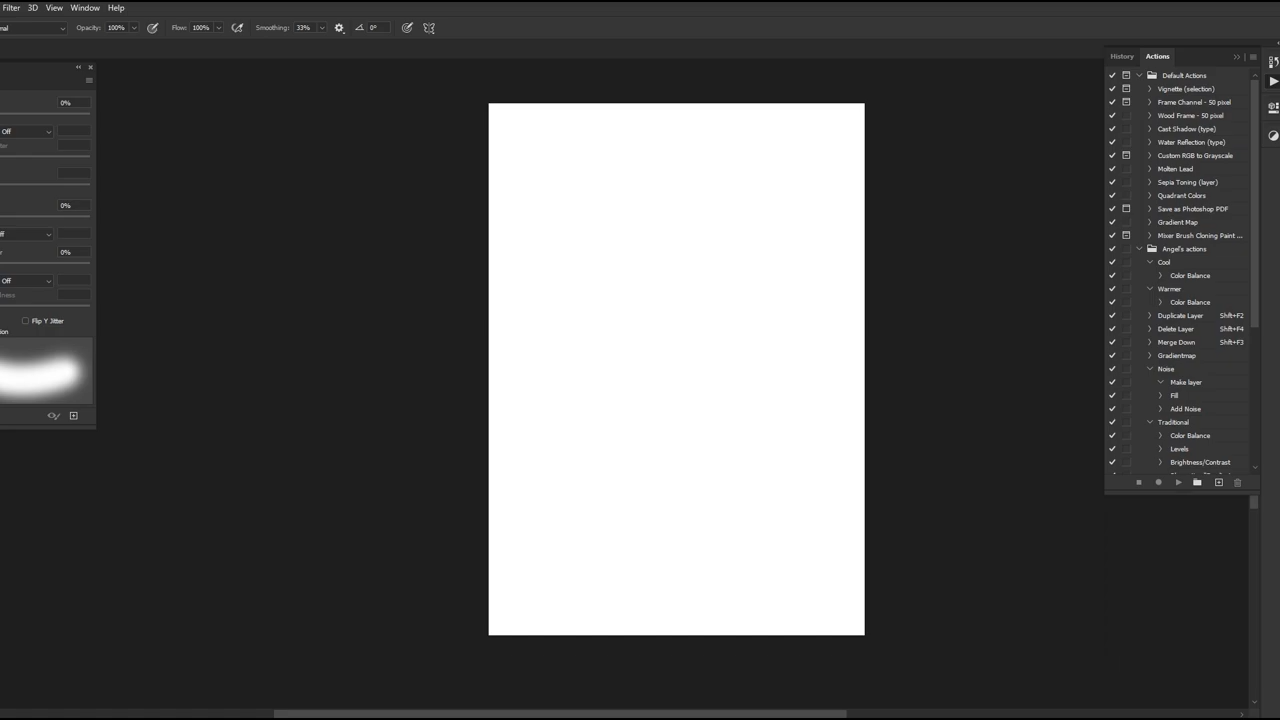 Filter 3D View Window Help
Opacity: 100% Flow: 100% Smoothing: 33% 0°
History Actions
0%
Off
0%
0%
Off
Flip Y Jitter
Default Actions
Vignette (selection)
Frame Channel - 50 pixel
Wood Frame - 50 pixel
Cast Shadow (type)
Water Reflection (type)
Custom RGB to Grayscale
Molten Lead
Sepia Toning (layer)
Quadrant Colors
Save as Photoshop PDF
Gradient Map
Mixer Brush Cloning Paint ...
Angel's actions
Cool
Color Balance
Warmer
Color Balance
Duplicate Layer Shft+F2
Delete Layer Shft+F4
Merge Down Shft+F3
Gradientmap
Noise
Make layer
Fill
Add Noise
Traditional
Color Balance
Levels
Brightness/Contrast